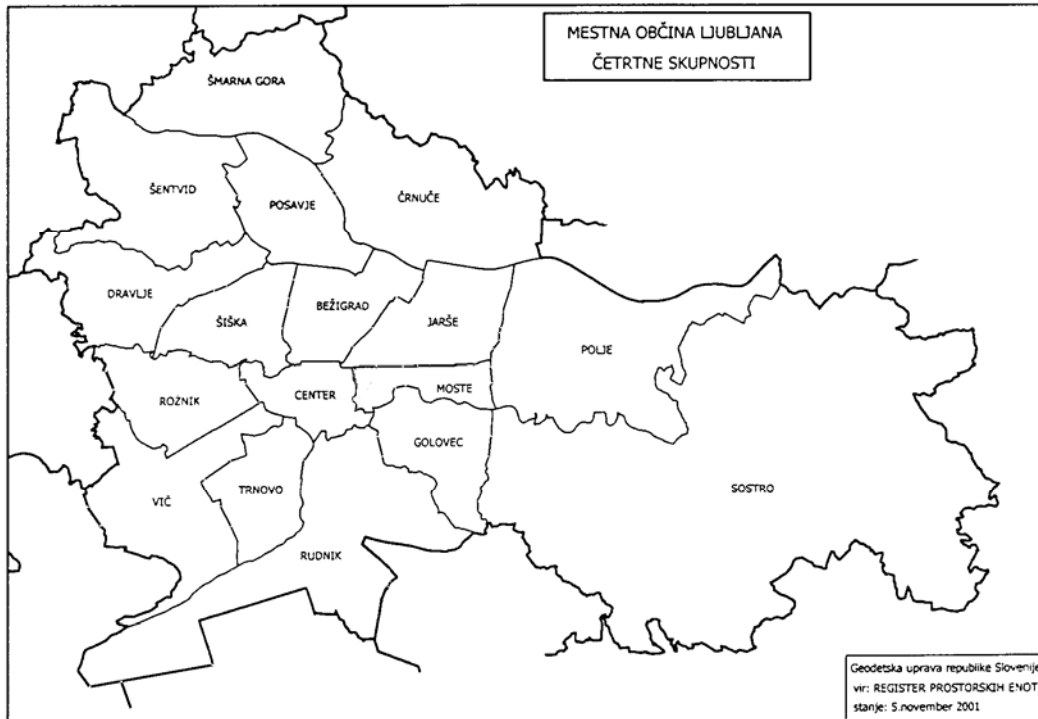 MESTNA OBČINA LJUBLJANA
ČETRTNE SKUPNOSTI
ŠMARNA GORA
ŠENTVID
POSAVJE
ČRNUČE
DRAVLJE
ŠIŠKA
BEŽIGRAD
JARŠE
POLJE
ROŽNIK
CENTER
MOSTE
GOLOVEC
VIČ
TRNOVO
SOSTRO
RUDNIK
Geodetska uprava republike Slovenije
vir: REGISTER PROSTORSKIH ENOT
stanje: 5.november 2001